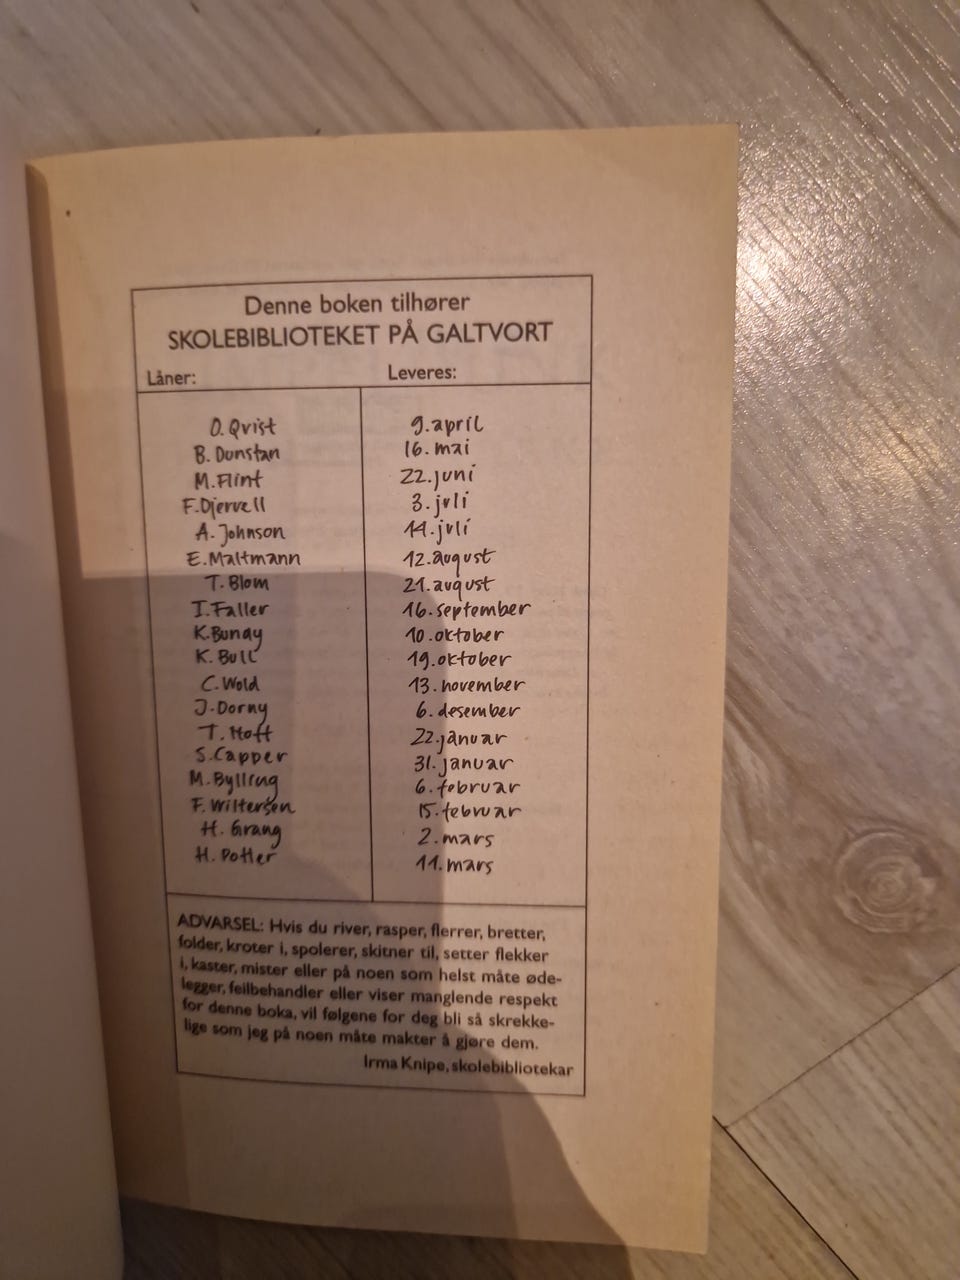 Denne boken tilhører
SKOLEBIBLIOTEKET PÅ GALTVORT
Låner: Leveres:
O. Qvist 9. april
B. Dunstan 16. mai
M. Flint 22. juni
F. Djervell 3. juli
A. Johnson 14. juli
E. Maltmann 12. august
T. Blom 21. august
I. Faller 16. september
K. Bundy 10. oktober
K. Bull 19. oktober
C. Wold 13. november
J. Dorny 6. desember
T. Hoft 22. januar
S. Capper 31. januar
M. Byllrug 6. februar
F. Wiltersen 15. februar
H. Grang 2. mars
H. Potter 11. mars
ADVARSEL: Hvis du river, rasper, flerrer, bretter,
folder, kroter i, spolerer, skitner til, setter flekker
i, kaster, mister eller på noen som helst måte øde-
legger, feilbehandler eller viser manglende respekt
for denne boka, vil følgene for deg bli så skrekke-
lige som jeg på noen måte makter å gjøre dem.
Irma Knipe, skolebibliotekar